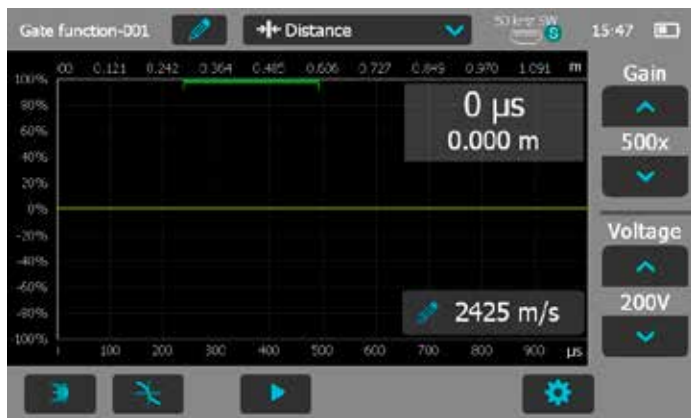 Gate function-001
Distance
50 kHz SW
S
15:47
0.121 0.242 0.364 0.485 0.606 0.727 0.849 0.970 1.091 m
Gain
100%
80%
60%
40%
20%
0%
-20%
-40%
-60%
-80%
-100%
0 µs
0.000 m
500x
Voltage
200V
2425 m/s
100 200 300 400 500 600 700 800 900 µs